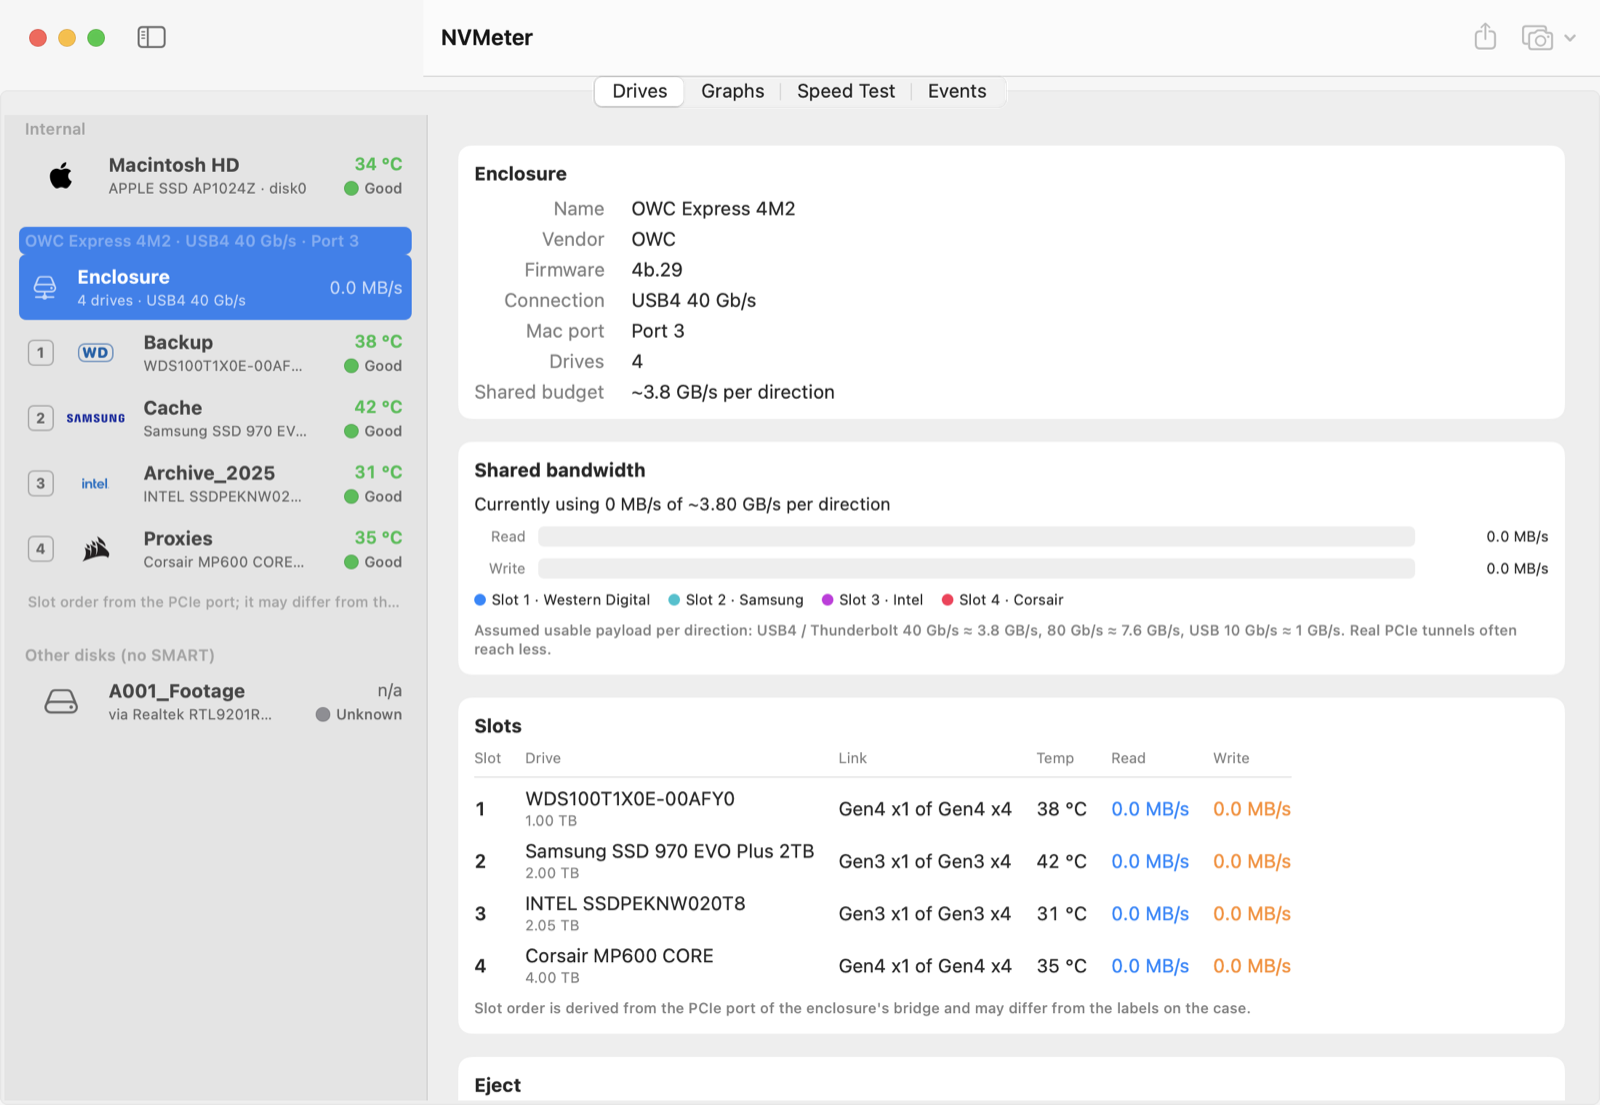 NVMeter
Drives
Graphs
Speed Test
Events
Internal
Macintosh HD
34 °C
APPLE SSD AP1024Z · disk0
Good
OWC Express 4M2 · USB4 40 Gb/s · Port 3
Enclosure
0.0 MB/s
4 drives · USB4 40 Gb/s
1
WD
Backup
38 °C
WDS100T1X0E-00AF...
Good
2
SAMSUNG
Cache
42 °C
Samsung SSD 970 EV...
Good
3
intel
Archive_2025
31 °C
INTEL SSDPEKNW02...
Good
4
Proxies
35 °C
Corsair MP600 CORE...
Good
Slot order from the PCIe port; it may differ from th...
Other disks (no SMART)
A001_Footage
n/a
via Realtek RTL9201R...
Unknown
Enclosure
Name OWC Express 4M2
Vendor OWC
Firmware 4b.29
Connection USB4 40 Gb/s
Mac port Port 3
Drives 4
Shared budget ~3.8 GB/s per direction
Shared bandwidth
Currently using 0 MB/s of ~3.80 GB/s per direction
Read 0.0 MB/s
Write 0.0 MB/s
Slot 1 · Western Digital Slot 2 · Samsung Slot 3 · Intel Slot 4 · Corsair
Assumed usable payload per direction: USB4 / Thunderbolt 40 Gb/s ≈ 3.8 GB/s, 80 Gb/s ≈ 7.6 GB/s, USB 10 Gb/s ≈ 1 GB/s. Real PCIe tunnels often
reach less.
Slots
Slot Drive Link Temp Read Write
1 WDS100T1X0E-00AFY0 Gen4 x1 of Gen4 x4 38 °C 0.0 MB/s 0.0 MB/s
1.00 TB
2 Samsung SSD 970 EVO Plus 2TB Gen3 x1 of Gen3 x4 42 °C 0.0 MB/s 0.0 MB/s
2.00 TB
3 INTEL SSDPEKNW020T8 Gen3 x1 of Gen3 x4 31 °C 0.0 MB/s 0.0 MB/s
2.05 TB
4 Corsair MP600 CORE Gen4 x1 of Gen4 x4 35 °C 0.0 MB/s 0.0 MB/s
4.00 TB
Slot order is derived from the PCIe port of the enclosure's bridge and may differ from the labels on the case.
Eject